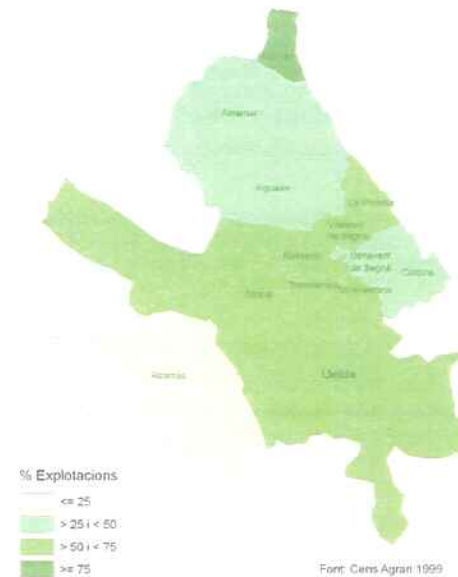 Almenar
Alguaire
La Portella
Vilanova
de Segrià
Benavent
de Segrià
Corbins
Rosselló
Alpicat
Torrefarrera
Alcarràs
Lleida
% Explotacions
<= 25
> 25 i < 50
> 50 i < 75
>= 75
Font: Cens Agrari 1999